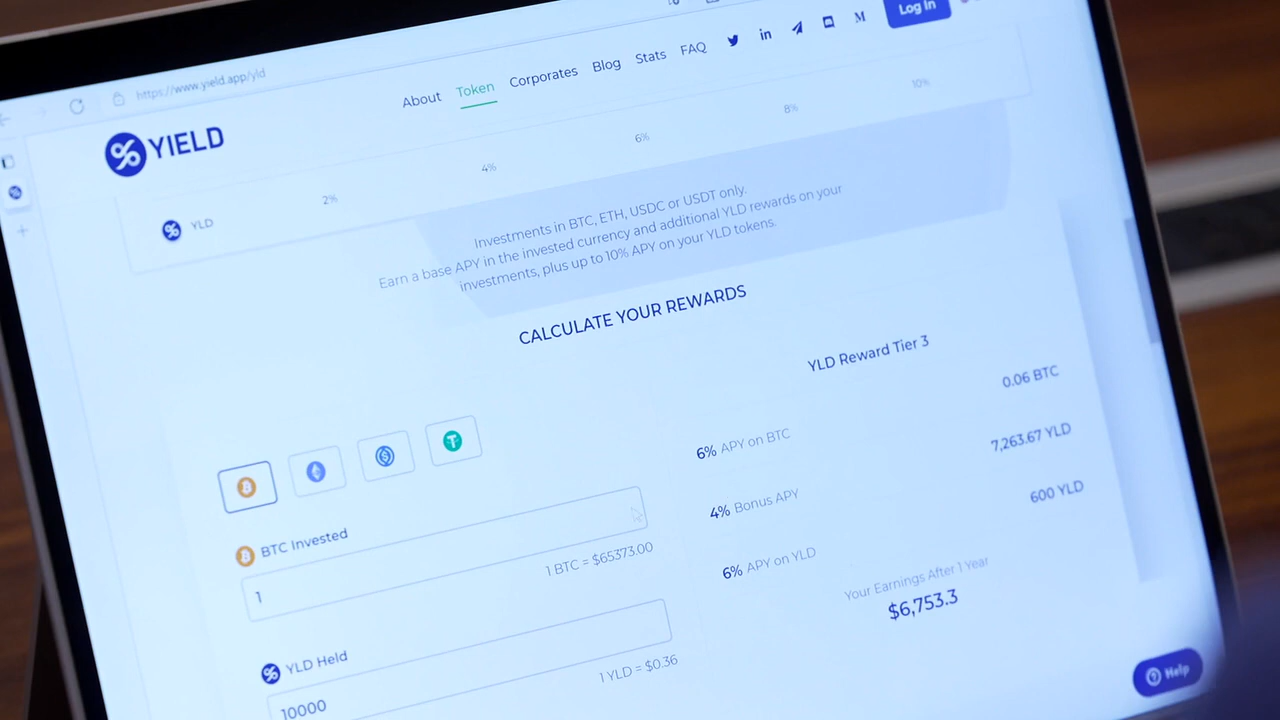 https://www.yield.app/yld
About Token Corporates Blog Stats FAQ M Log In
YIELD
YLD 2% 4% 6% 8% 10%
Investments in BTC, ETH, USDC or USDT only.
Earn a base APY in the invested currency and additional YLD rewards on your
investments, plus up to 10% APY on your YLD tokens.
CALCULATE YOUR REWARDS
BTC Invested
1
1 BTC = $65373.00
YLD Held
10000
1 YLD = $0.36
YLD Reward Tier 3
6% APY on BTC 0.06 BTC
4% Bonus APY 7,263.67 YLD
6% APY on YLD 600 YLD
Your Earnings After 1 Year
$6,753.3
Help